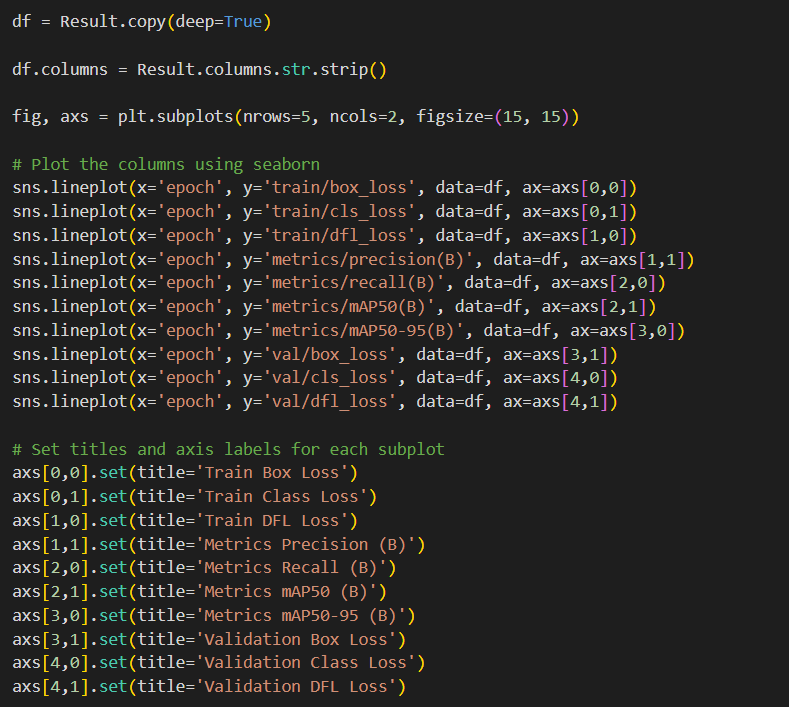 df = Result.copy(deep=True)
df.columns = Result.columns.str.strip()
fig, axs = plt.subplots(nrows=5, ncols=2, figsize=(15, 15))
# Plot the columns using seaborn
sns.lineplot(x='epoch', y='train/box_loss', data=df, ax=axs[0,0])
sns.lineplot(x='epoch', y='train/cls_loss', data=df, ax=axs[0,1])
sns.lineplot(x='epoch', y='train/dfl_loss', data=df, ax=axs[1,0])
sns.lineplot(x='epoch', y='metrics/precision(B)', data=df, ax=axs[1,1])
sns.lineplot(x='epoch', y='metrics/recall(B)', data=df, ax=axs[2,0])
sns.lineplot(x='epoch', y='metrics/mAP50(B)', data=df, ax=axs[2,1])
sns.lineplot(x='epoch', y='metrics/mAP50-95(B)', data=df, ax=axs[3,0])
sns.lineplot(x='epoch', y='val/box_loss', data=df, ax=axs[3,1])
sns.lineplot(x='epoch', y='val/cls_loss', data=df, ax=axs[4,0])
sns.lineplot(x='epoch', y='val/dfl_loss', data=df, ax=axs[4,1])
# Set titles and axis labels for each subplot
axs[0,0].set(title='Train Box Loss')
axs[0,1].set(title='Train Class Loss')
axs[1,0].set(title='Train DFL Loss')
axs[1,1].set(title='Metrics Precision (B)')
axs[2,0].set(title='Metrics Recall (B)')
axs[2,1].set(title='Metrics mAP50 (B)')
axs[3,0].set(title='Metrics mAP50-95 (B)')
axs[3,1].set(title='Validation Box Loss')
axs[4,0].set(title='Validation Class Loss')
axs[4,1].set(title='Validation DFL Loss')